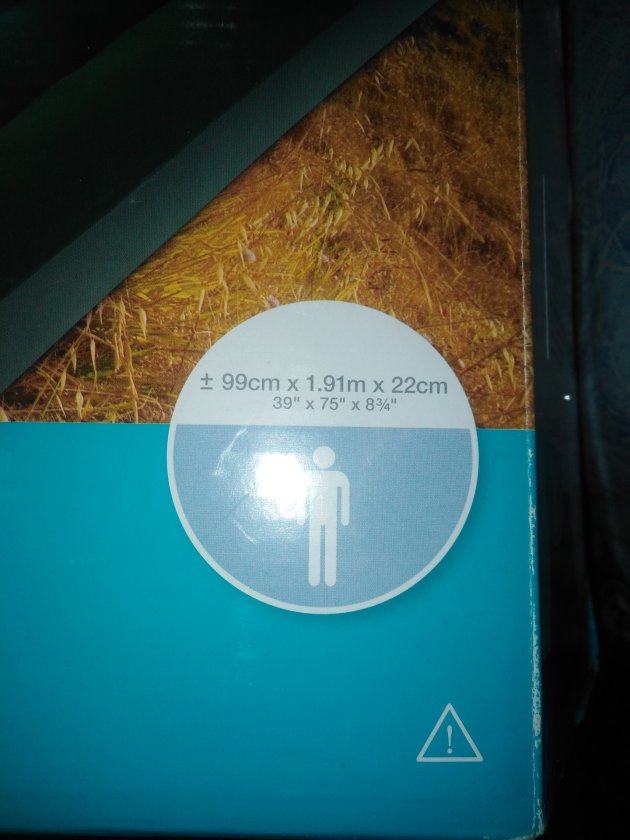 ± 99cm x 1.91m x 22cm
39" x 75" x 8¾"